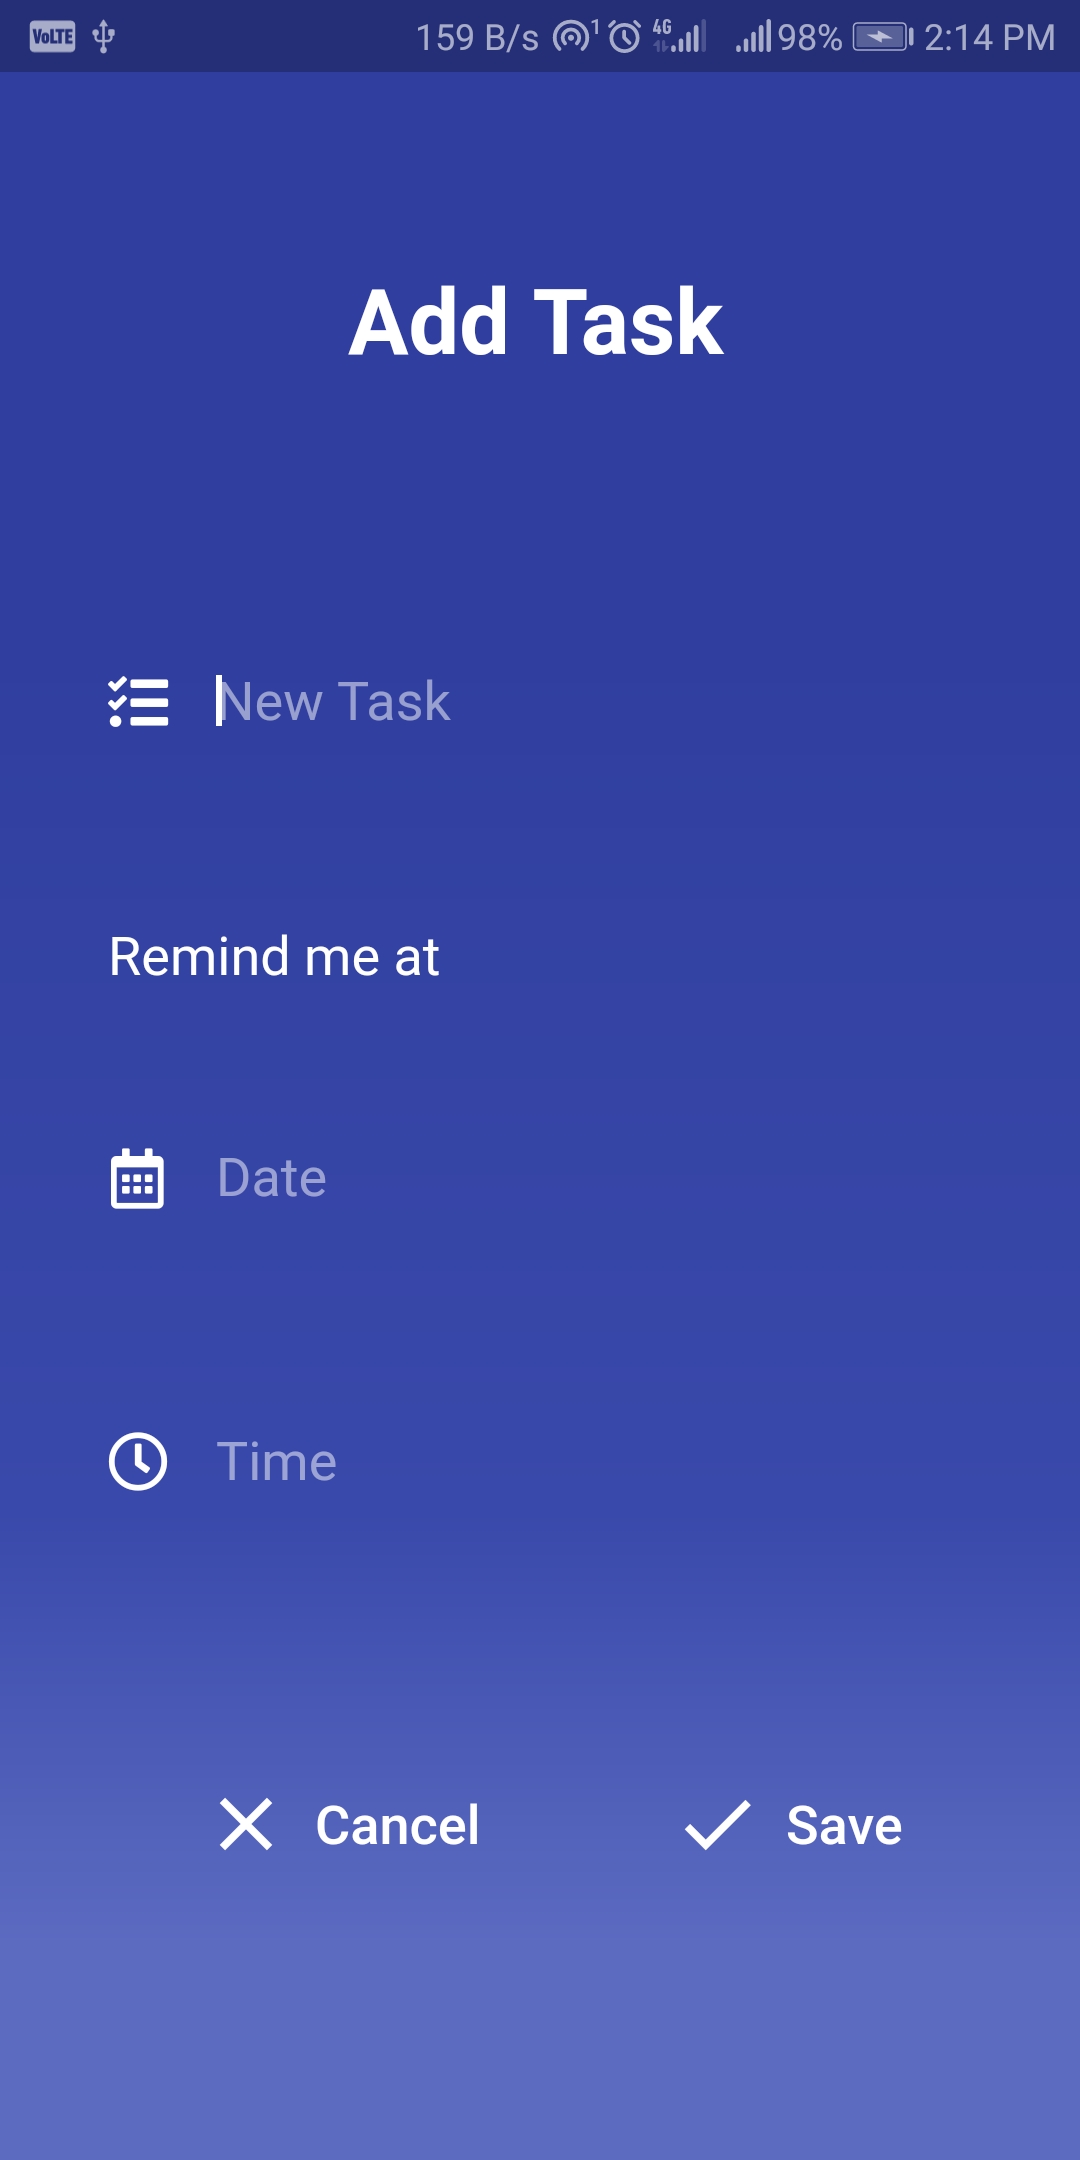 VoLTE 159 B/s 1 4G 98% 2:14 PM
Add Task
New Task
Remind me at
Date
Time
Cancel Save